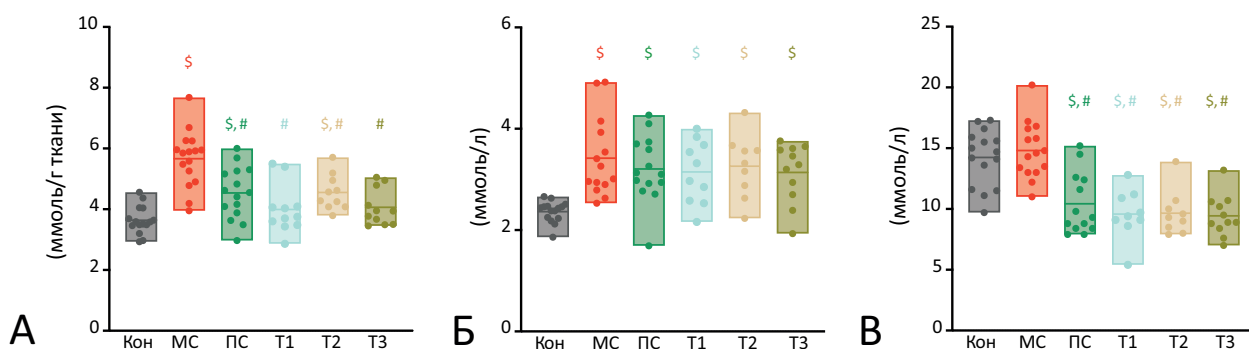 (ммоль/г ткани)
10
8
6
4
2
0
$
$, #
#
$, #
#
Кон МС ПС Т1 Т2 Т3
А
(ммоль/л)
6
4
2
0
$ $ $ $ $
Кон МС ПС Т1 Т2 Т3
Б
(ммоль/л)
25
20
15
10
5
0
$, # $, # $, # $, #
Кон МС ПС Т1 Т2 Т3
В